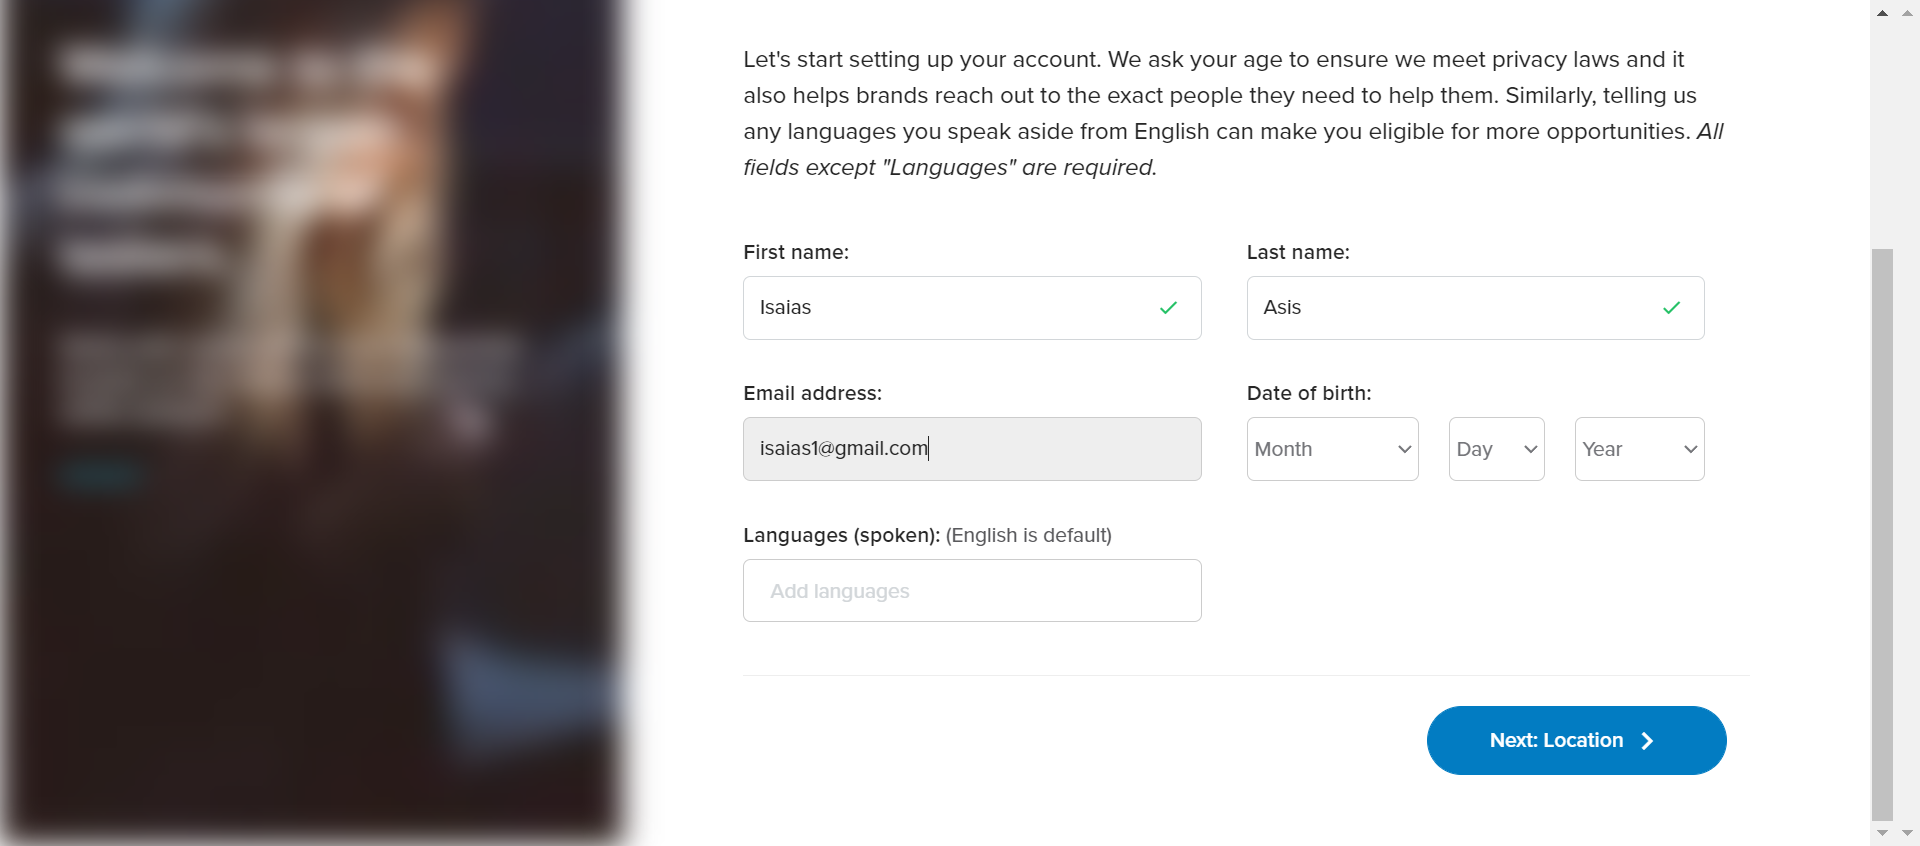 Let's start setting up your account. We ask your age to ensure we meet privacy laws and it
also helps brands reach out to the exact people they need to help them. Similarly, telling us
any languages you speak aside from English can make you eligible for more opportunities. All
fields except "Languages" are required.
First name:
Last name:
Isaias
Asis
Email address:
Date of birth:
isaias1@gmail.com
Month
Day
Year
Languages (spoken): (English is default)
Add languages
Next: Location